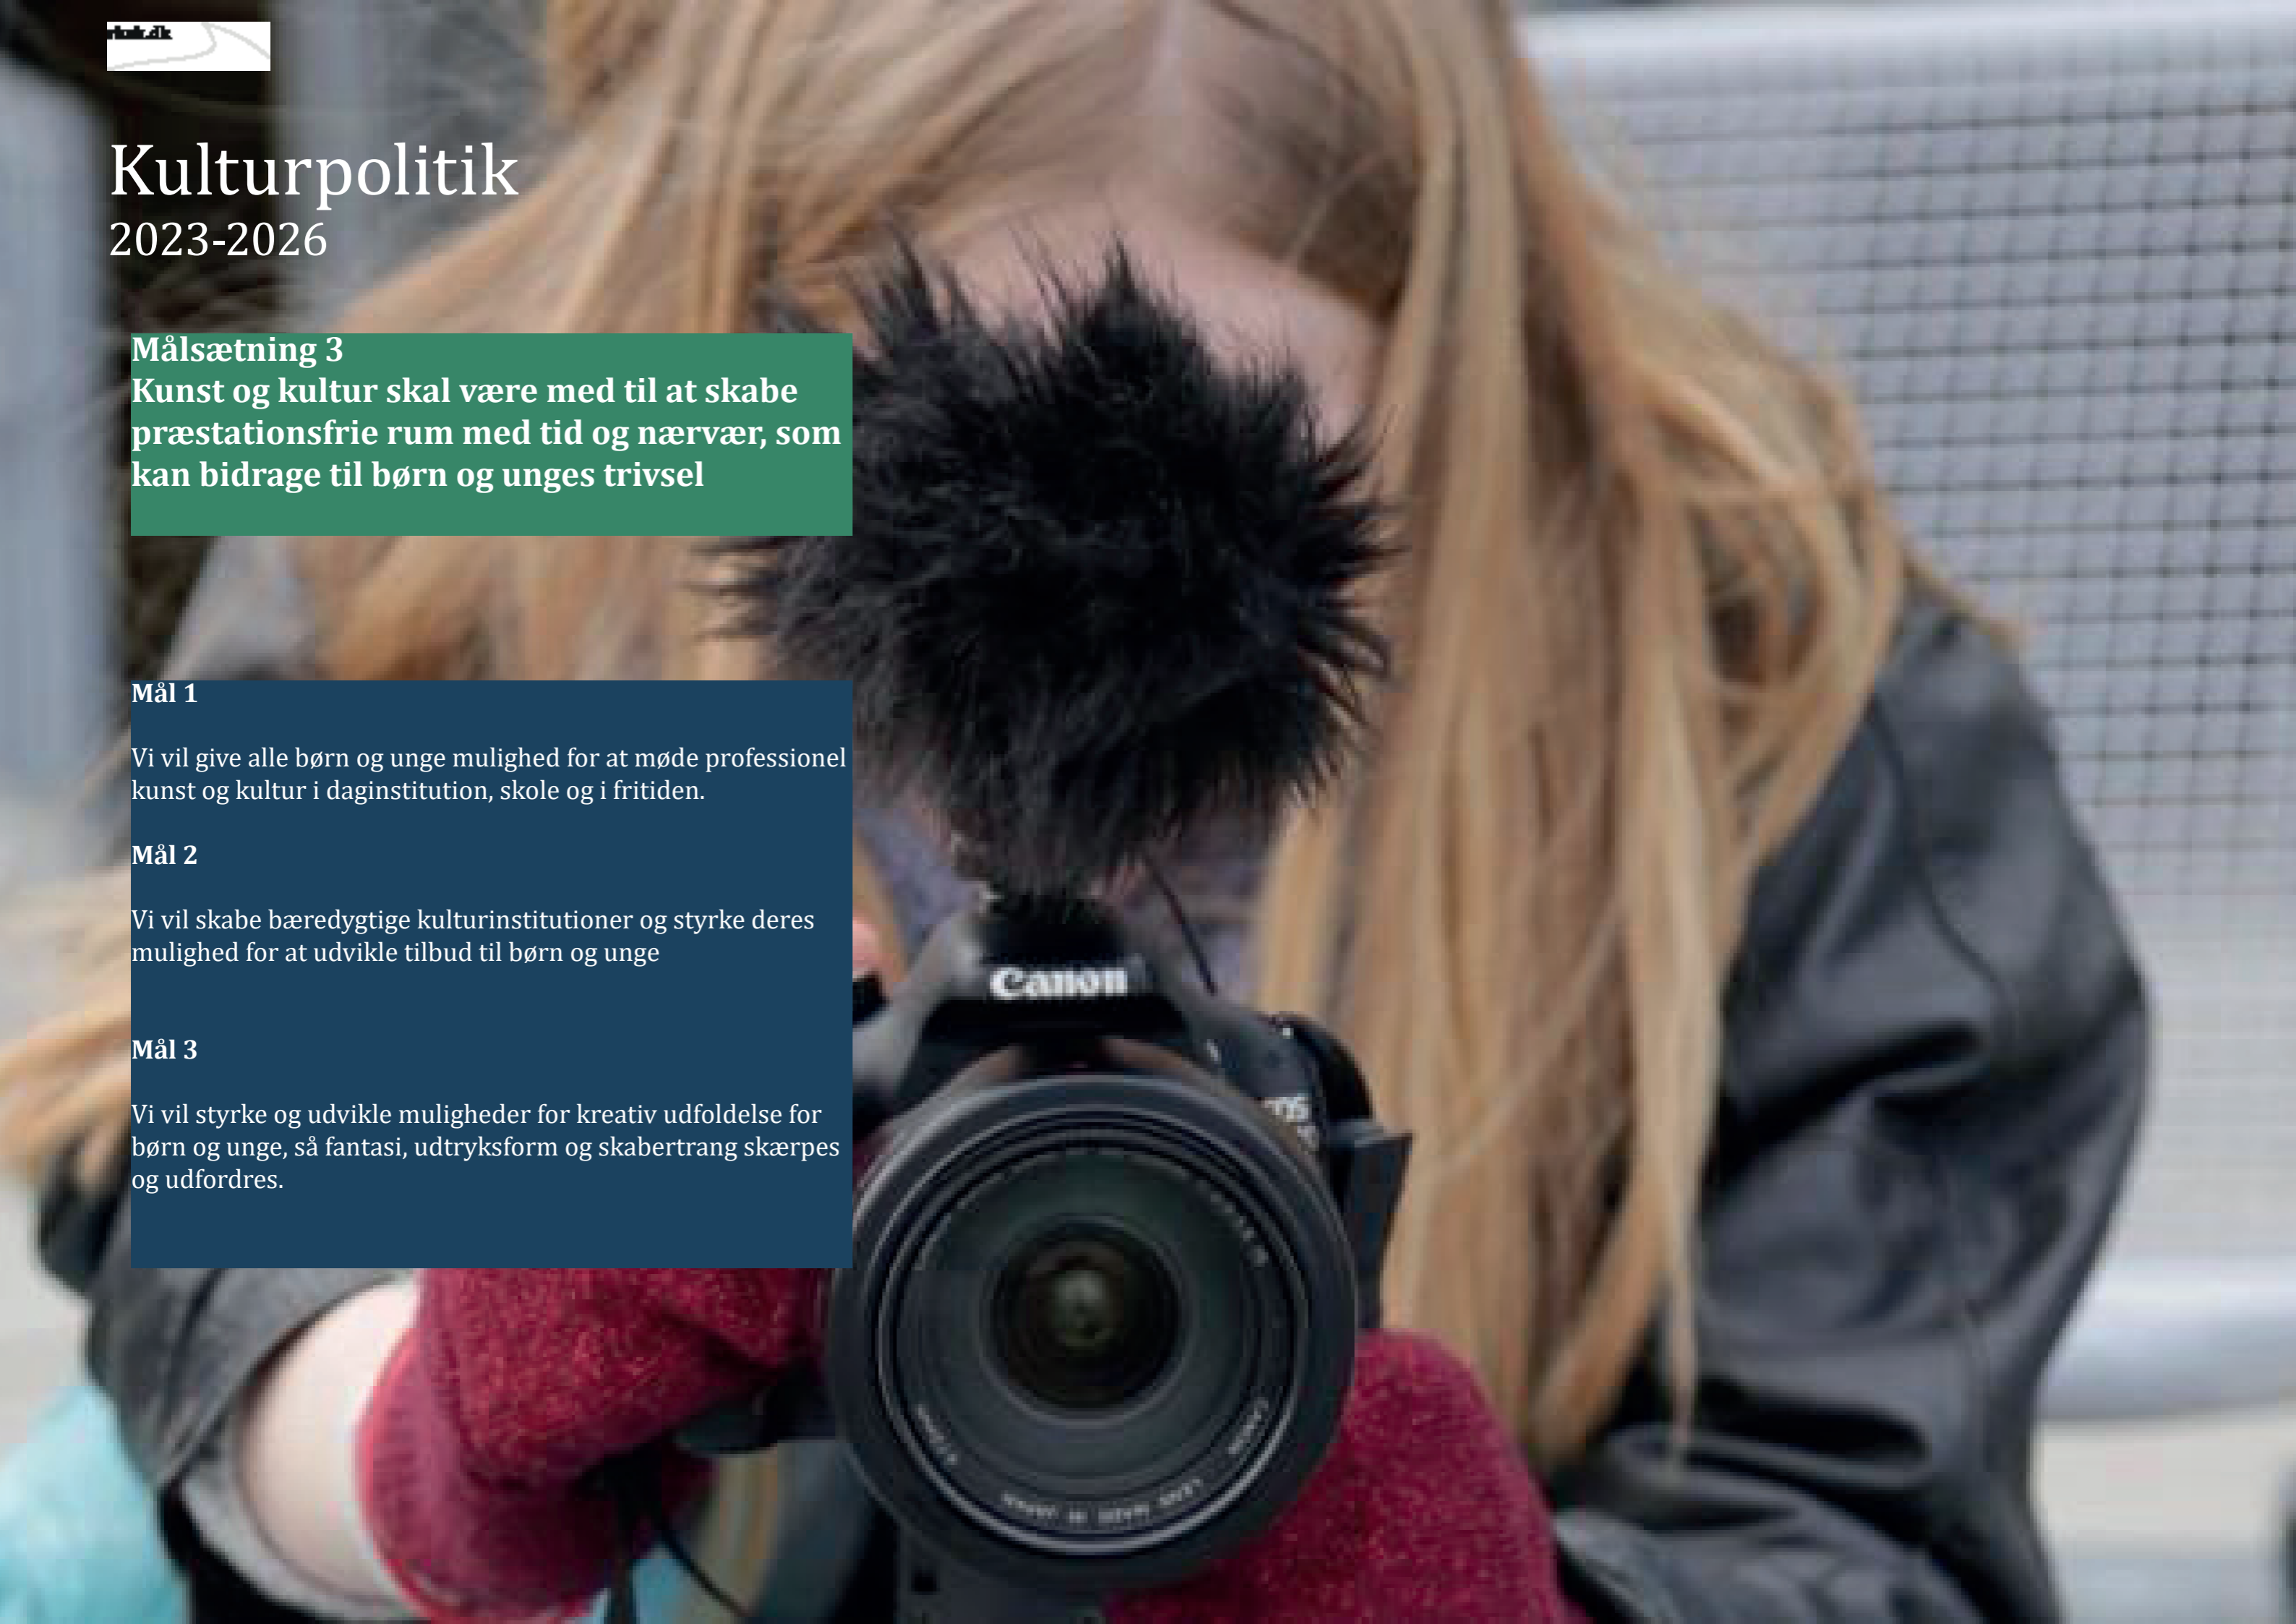 Kulturpolitik
2023-2026
Målsætning 3
Kunst og kultur skal være med til at skabe
præstationsfrie rum med tid og nærvær, som
kan bidrage til børn og unges trivsel
Mål 1
Vi vil give alle børn og unge mulighed for at møde professionel
kunst og kultur i daginstitution, skole og i fritiden.
Mål 2
Vi vil skabe bæredygtige kulturinstitutioner og styrke deres
mulighed for at udvikle tilbud til børn og unge
Mål 3
Vi vil styrke og udvikle muligheder for kreativ udfoldelse for
børn og unge, så fantasi, udtryksform og skabertrang skærpes
og udfordres.
Canon